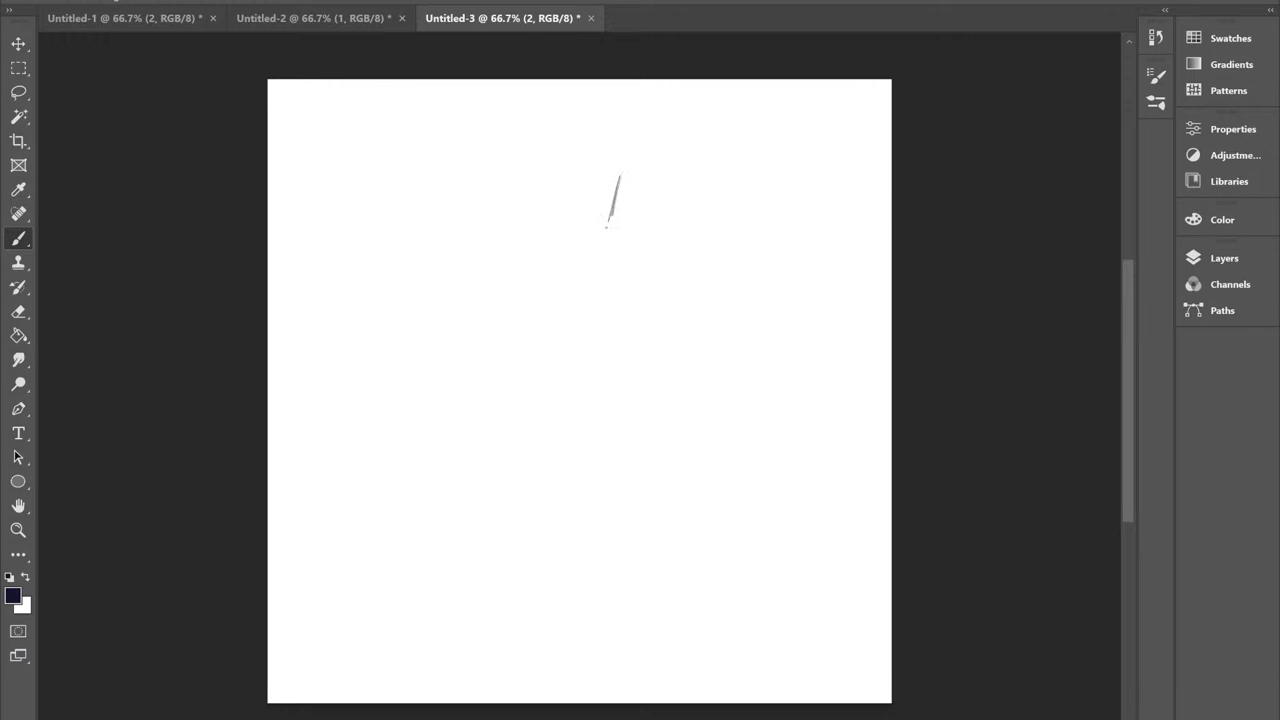 Untitled-1 @ 66.7% (2, RGB/8) *
Untitled-2 @ 66.7% (1, RGB/8) *
Untitled-3 @ 66.7% (2, RGB/8) *
Swatches
Gradients
Patterns
Properties
Adjustme...
Libraries
Color
Layers
Channels
Paths